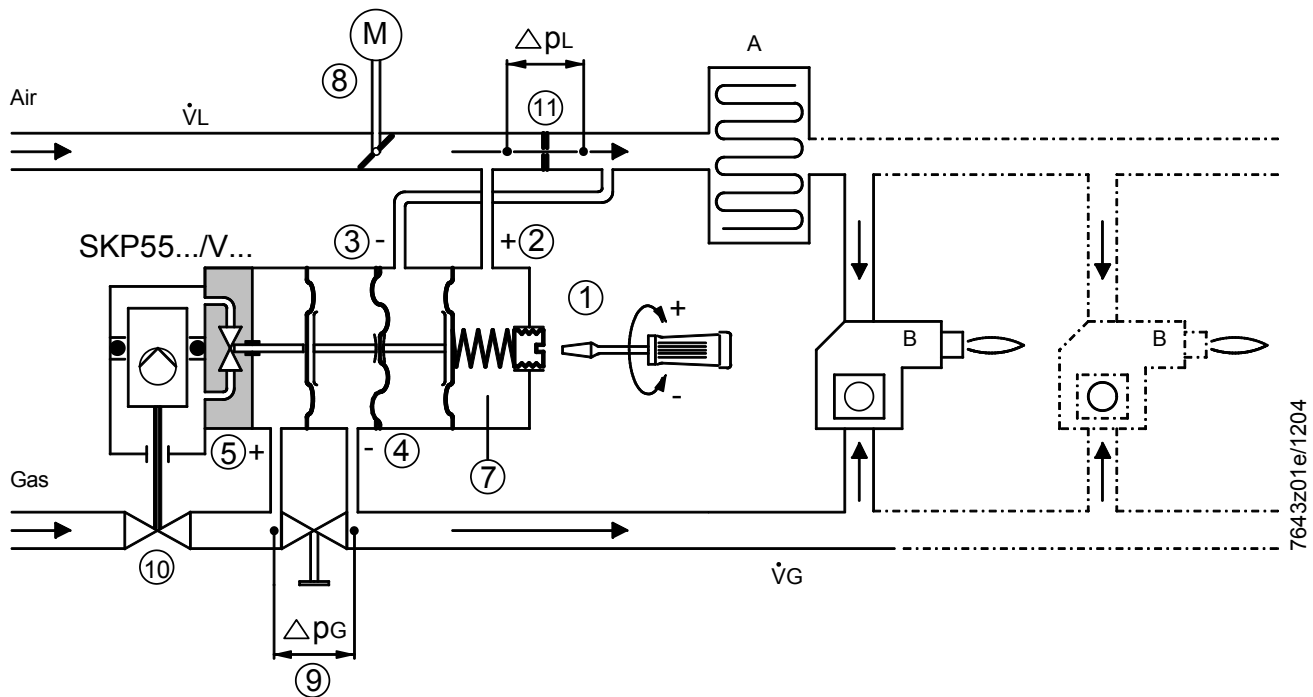 M
△pL
A
⑧
⑪
Air
V̇L
③ -
+ ②
SKP55.../V...
①
+
-
B
B
⑤ +
- ④
⑦
Gas
⑩
V̇G
△pG
⑨
7643z01e/1204